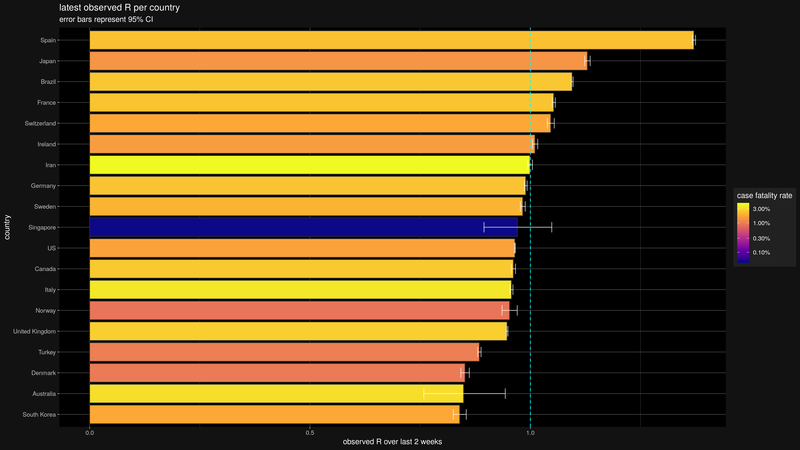 latest observed R per country
error bars represent 95% CI
country
Spain
Japan
Brazil
France
Switzerland
Ireland
Iran
Germany
Sweden
Singapore
US
Canada
Italy
Norway
United Kingdom
Turkey
Denmark
Australia
South Korea
0.0 0.5 1.0
observed R over last 2 weeks
case fatality rate
3.00%
1.00%
0.30%
0.10%